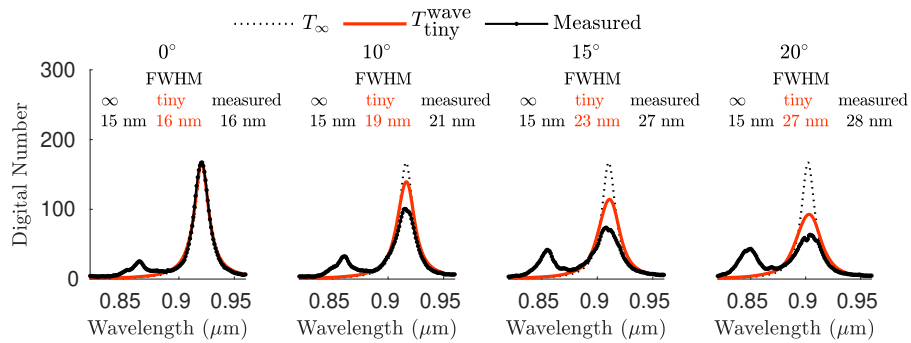 T∞ T_tiny^wave Measured
0° 10° 15° 20°
300
200
100
0
Digital Number
FWHM
∞ tiny measured
15 nm 16 nm 16 nm
FWHM
∞ tiny measured
15 nm 19 nm 21 nm
FWHM
∞ tiny measured
15 nm 23 nm 27 nm
FWHM
∞ tiny measured
15 nm 27 nm 28 nm
0.85 0.9 0.95
0.85 0.9 0.95
0.85 0.9 0.95
0.85 0.9 0.95
Wavelength (μm)
Wavelength (μm)
Wavelength (μm)
Wavelength (μm)